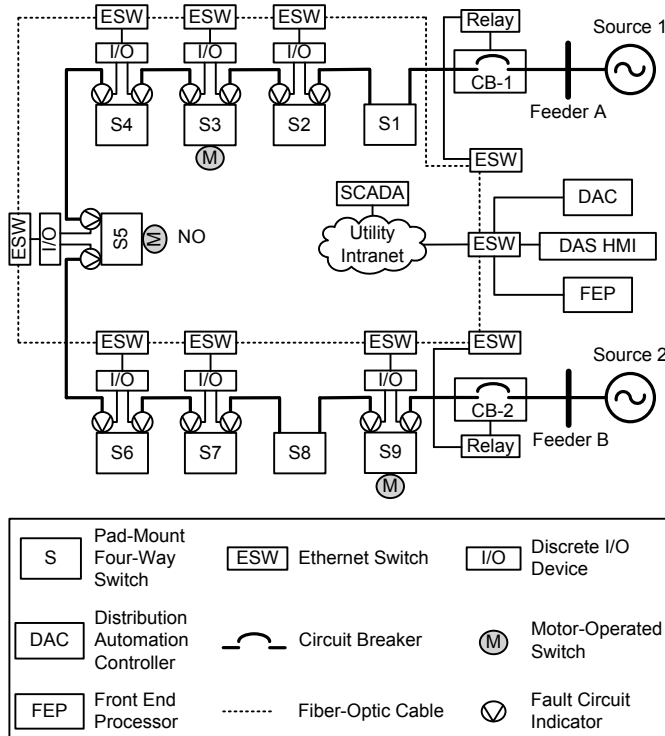 ESW
ESW
ESW
Relay
Source 1
I/O
I/O
I/O
CB-1
S4
S3
S2
S1
Feeder A
M
ESW
SCADA
DAC
ESW
I/O
S5
M
NO
Utility
Intranet
ESW
DAS HMI
FEP
ESW
ESW
ESW
ESW
Source 2
I/O
I/O
I/O
CB-2
S6
S7
S8
S9
Relay
Feeder B
M
S
Pad-Mount
Four-Way
Switch
ESW
Ethernet Switch
I/O
Discrete I/O
Device
DAC
Distribution
Automation
Controller
Circuit Breaker
M
Motor-Operated
Switch
FEP
Front End
Processor
Fiber-Optic Cable
Fault Circuit
Indicator